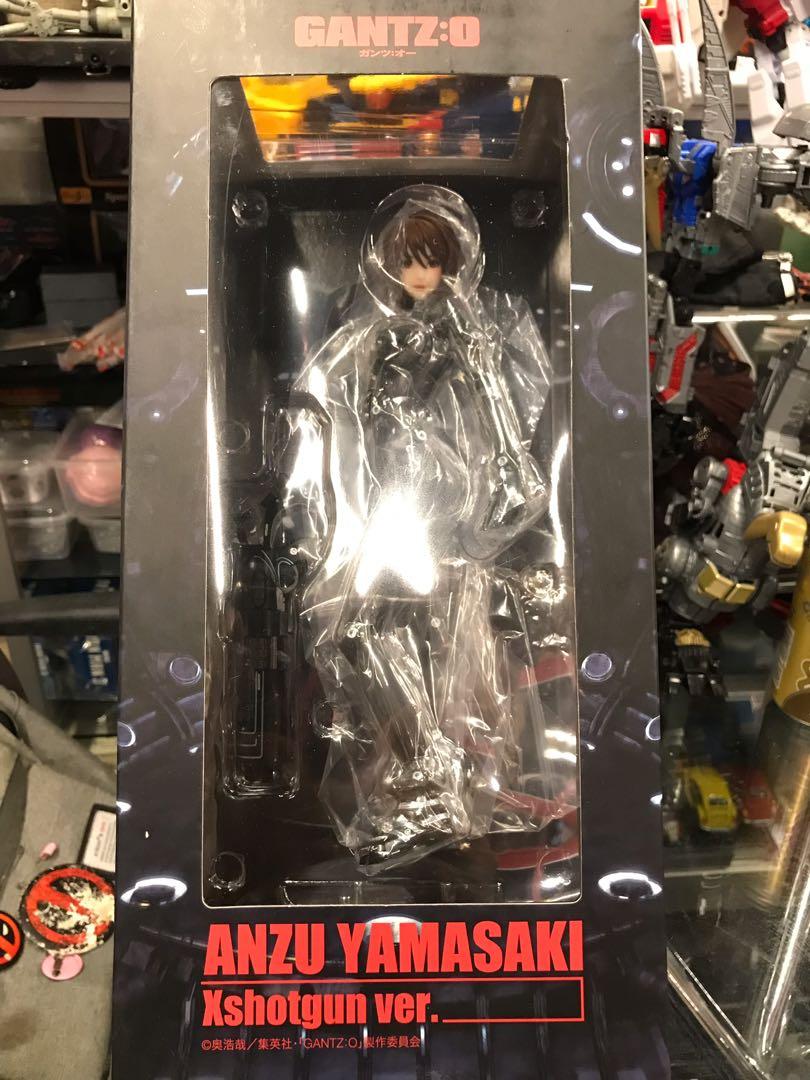 GANTZ:O
ガンツ:オー
ANZU YAMASAKI
Xshotgun ver.
©奥浩哉/集英社・「GANTZ:O」製作委員会